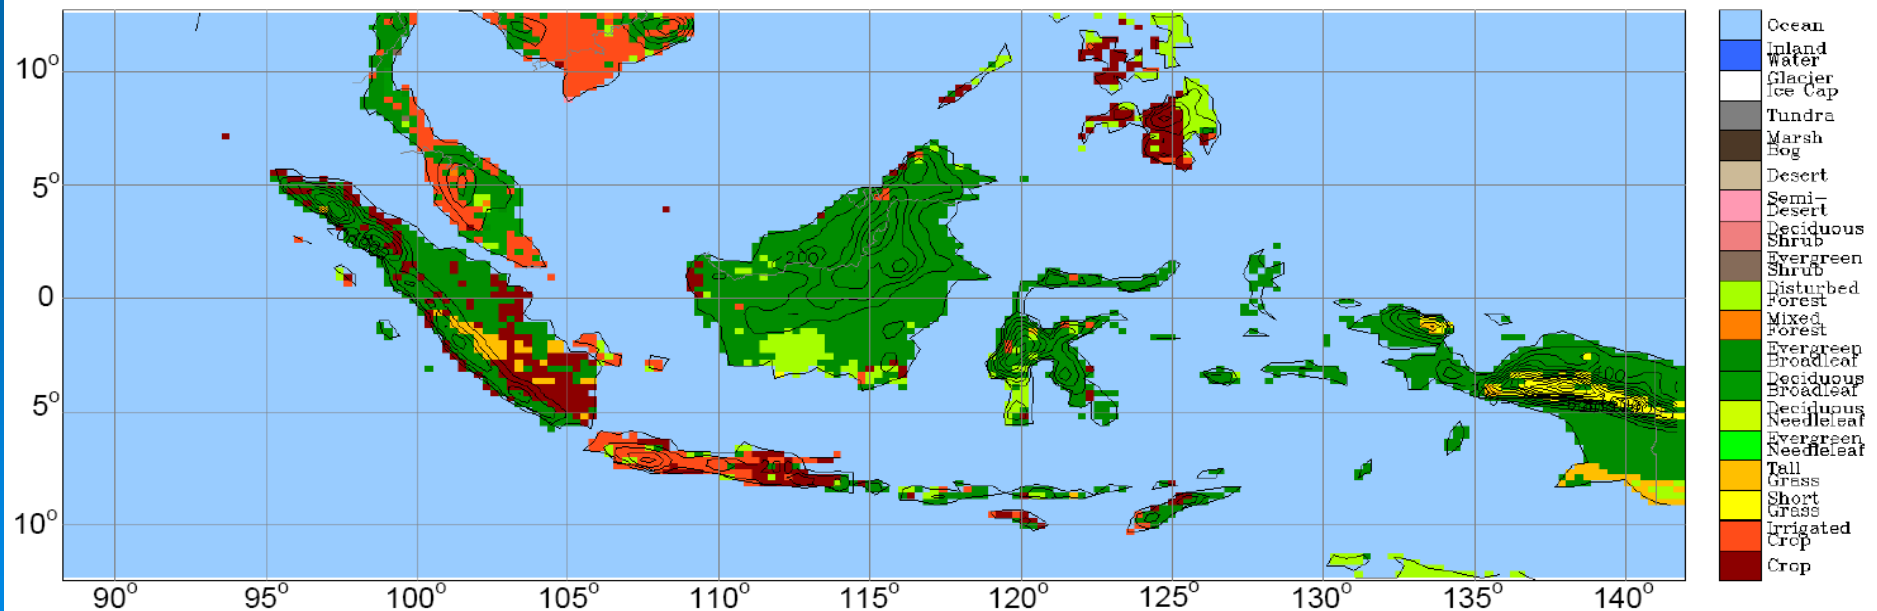 10°
5°
0
5°
10°
90°
95°
100°
105°
110°
115°
120°
125°
130°
135°
140°
200
Ocean
Inland
Water
Glacier
Ice Cap
Tundra
Marsh
Bog
Desert
Semi-
Desert
Deciduous
Shrub
Evergreen
Shrub
Disturbed
Forest
Mixed
Forest
Evergreen
Broadleaf
Deciduous
Broadleaf
Deciduous
Needleleaf
Evergreen
Needleleaf
Tall
Grass
Short
Grass
Irrigated
Crop
Crop